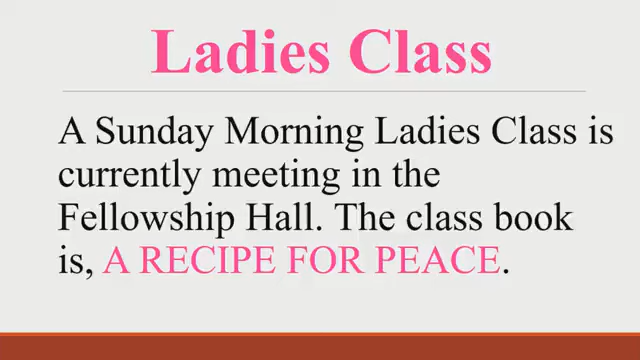 Ladies Class
A Sunday Morning Ladies Class is
currently meeting in the
Fellowship Hall. The class book
is, A RECIPE FOR PEACE.